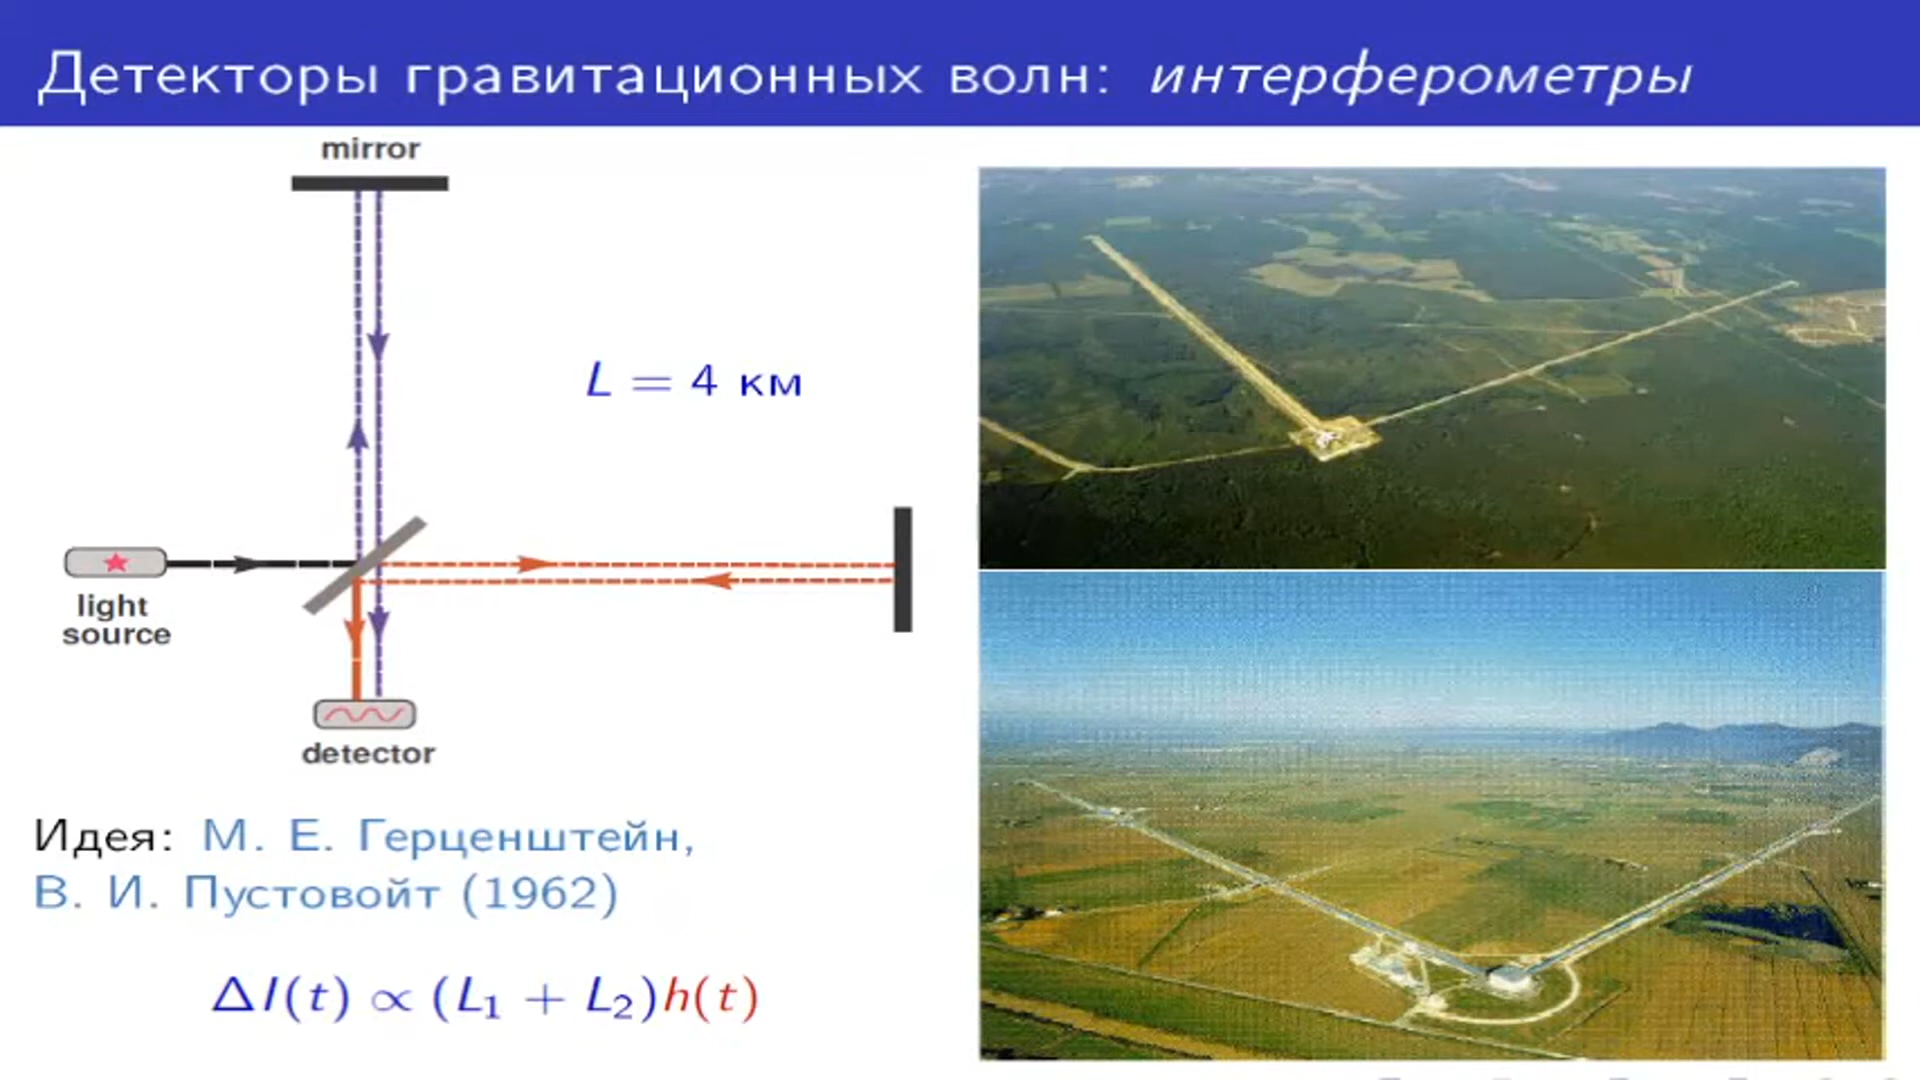 Детекторы гравитационных волн: интерферометры
mirror
L = 4 км
light
source
detector
Идея: М. Е. Герценштейн,
В. И. Пустовойт (1962)
ΔI(t) ∝ (L₁ + L₂)h(t)